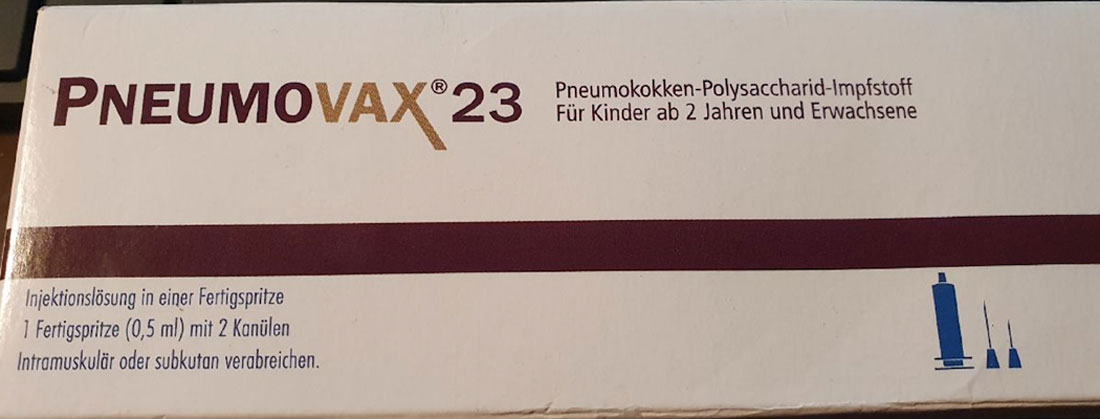 PNEUMOVAX® 23
Pneumokokken-Polysaccharid-Impfstoff
Für Kinder ab 2 Jahren und Erwachsene
Injektionslösung in einer Fertigspritze
1 Fertigspritze (0,5 ml) mit 2 Kanülen
Intramuskulär oder subkutan verabreichen.